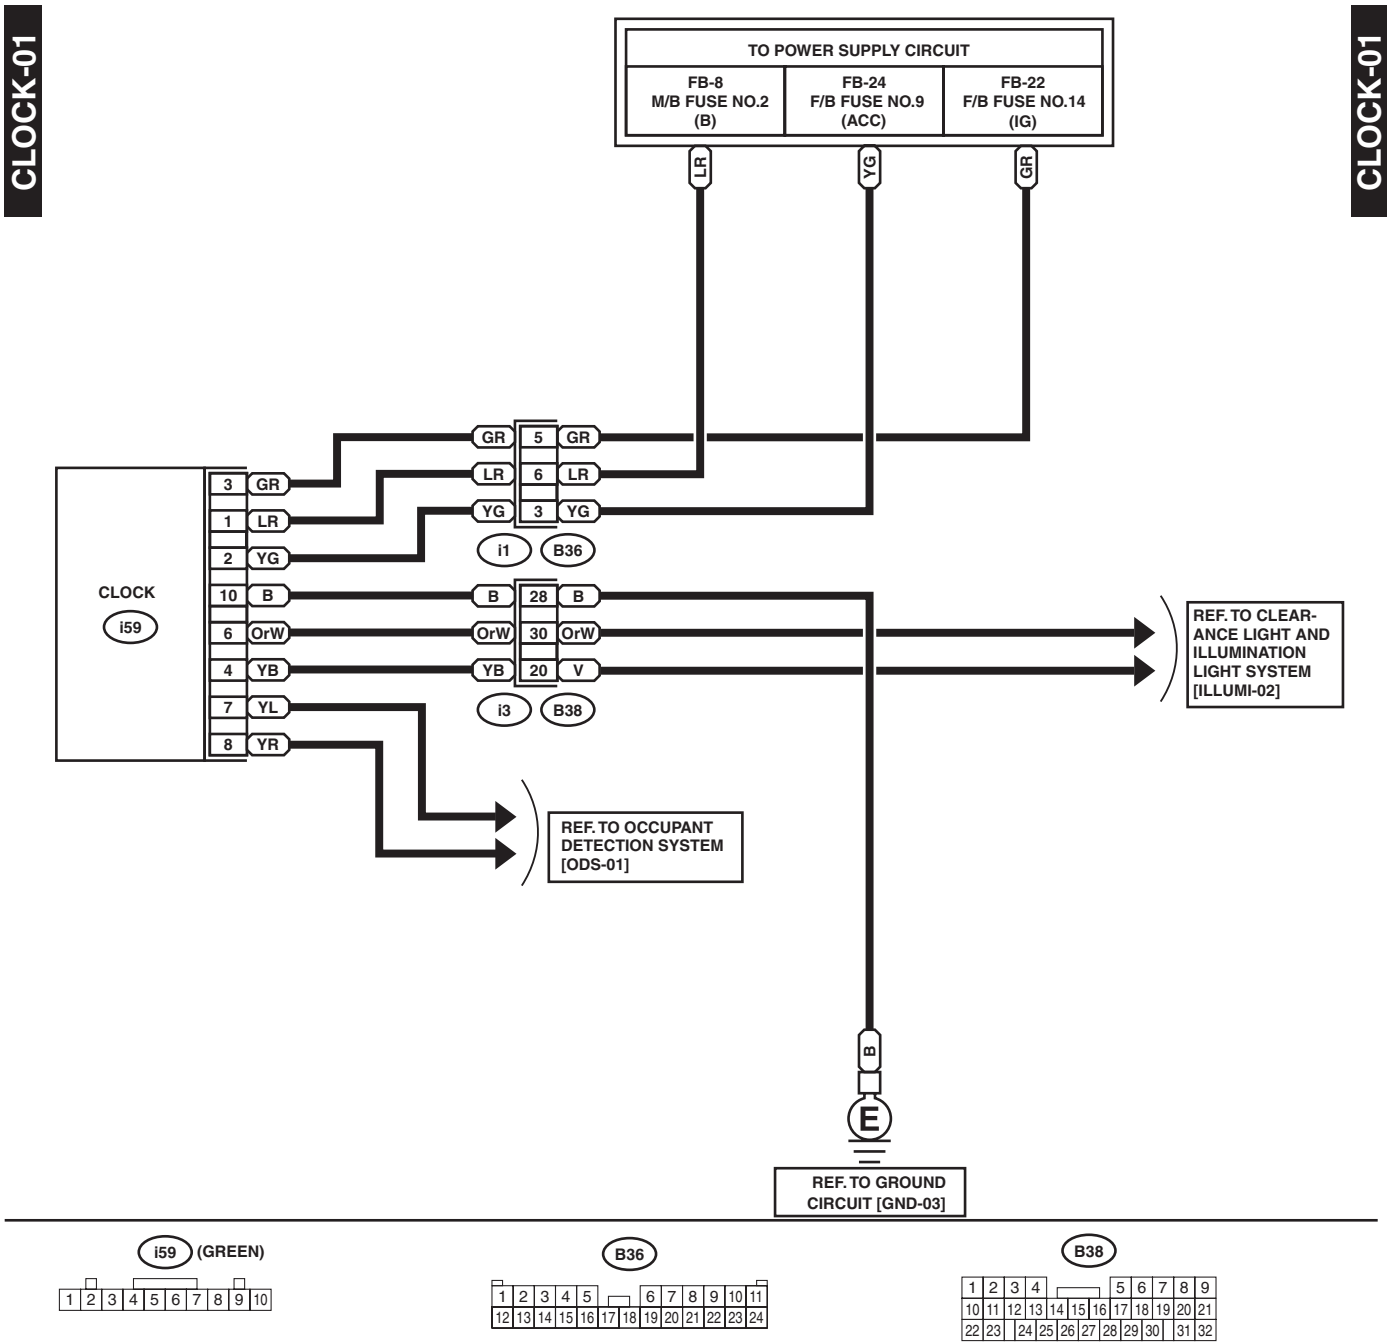 CLOCK-01
CLOCK-01
TO POWER SUPPLY CIRCUIT
FB-8
M/B FUSE NO.2
(B)
FB-24
F/B FUSE NO.9
(ACC)
FB-22
F/B FUSE NO.14
(IG)
LR
YG
GR
GR 5 GR
LR 6 LR
YG 3 YG
i1 B36
3 GR
1 LR
2 YG
10 B
6 OrW
4 YB
7 YL
8 YR
CLOCK
i59
B 28 B
OrW 30 OrW
YB 20 V
i3 B38
REF. TO CLEAR-
ANCE LIGHT AND
ILLUMINATION
LIGHT SYSTEM
[ILLUMI-02]
REF. TO OCCUPANT
DETECTION SYSTEM
[ODS-01]
B
E
REF. TO GROUND
CIRCUIT [GND-03]
i59 (GREEN)
1 2 3 4 5 6 7 8 9 10
B36
1 2 3 4 5 6 7 8 9 10 11
12 13 14 15 16 17 18 19 20 21 22 23 24
B38
1 2 3 4 5 6 7 8 9
10 11 12 13 14 15 16 17 18 19 20 21
22 23 24 25 26 27 28 29 30 31 32